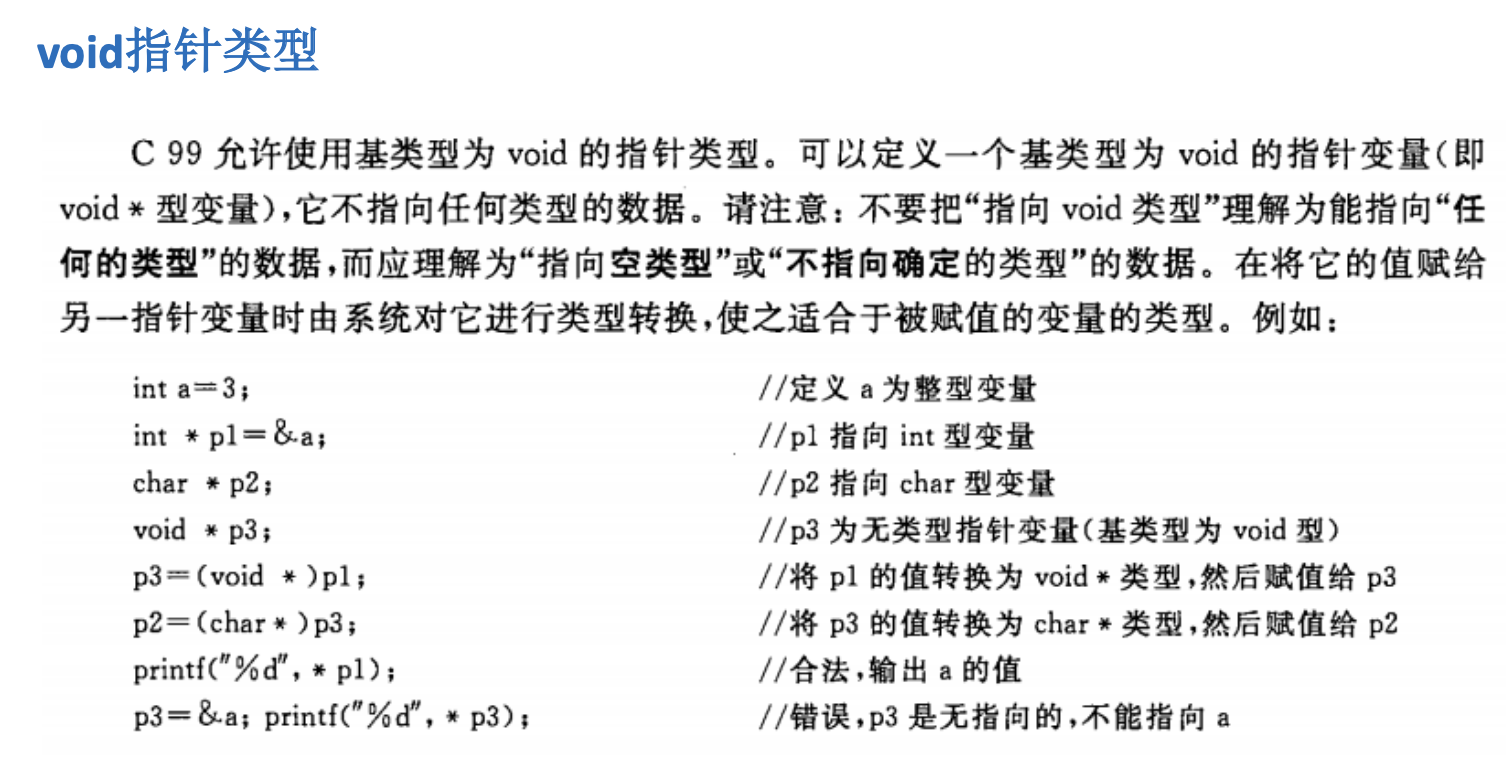 void指针类型
C 99 允许使用基类型为 void 的指针类型。可以定义一个基类型为 void 的指针变量(即
void * 型变量),它不指向任何类型的数据。请注意:不要把“指向 void 类型”理解为能指向“任
何的类型”的数据,而应理解为“指向空类型”或“不指向确定的类型”的数据。在将它的值赋给
另一指针变量时由系统对它进行类型转换,使之适合于被赋值的变量的类型。例如:
int a=3; //定义 a 为整型变量
int * p1=&a; //p1 指向 int 型变量
char * p2; //p2 指向 char 型变量
void * p3; //p3 为无类型指针变量(基类型为 void 型)
p3=(void *)p1; //将 p1 的值转换为 void * 类型,然后赋值给 p3
p2=(char *)p3; //将 p3 的值转换为 char * 类型,然后赋值给 p2
printf("%d", * p1); //合法,输出 a 的值
p3=&a; printf("%d", * p3); //错误,p3 是无指向的,不能指向 a